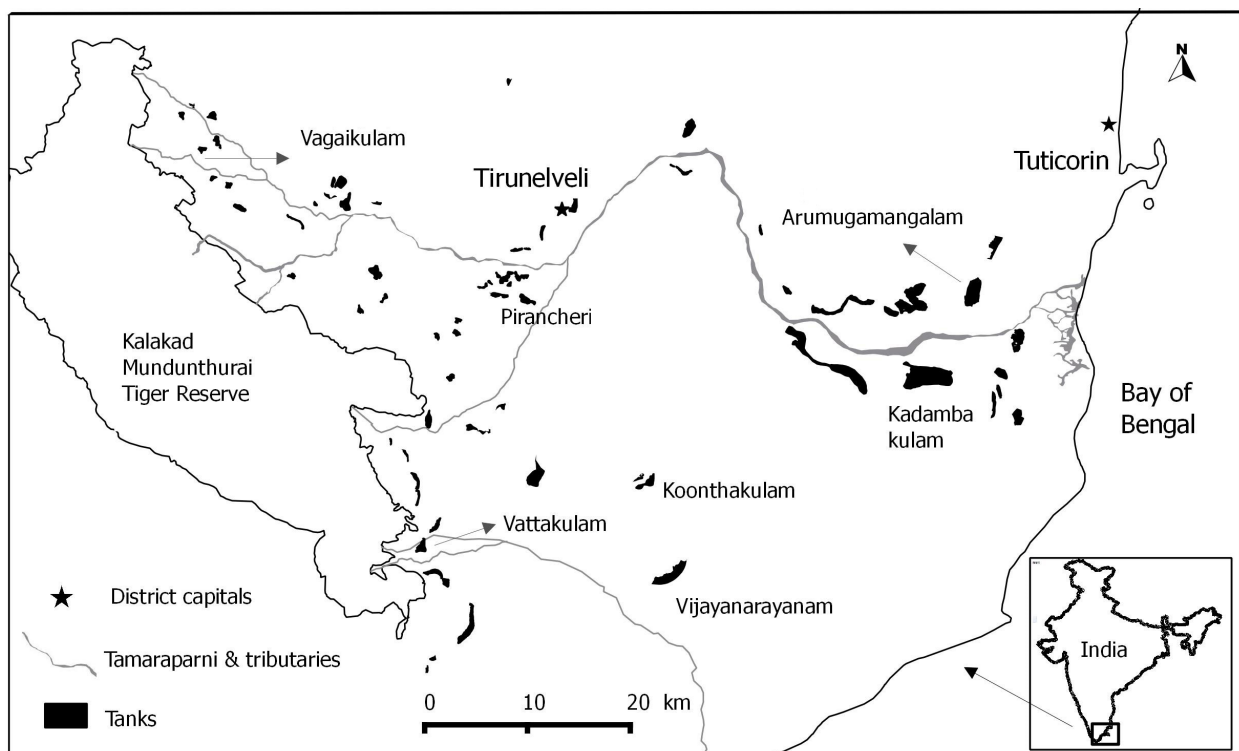 N
Vagaikulam
Tuticorin
Tirunelveli
Arumugamangalam
Pirancheri
Kalakad
Mundunthurai
Tiger Reserve
Bay of
Bengal
Kadamba
kulam
Koonthakulam
Vattakulam
Vijayanarayanam
District capitals
Tamaraparni & tributaries
Tanks
0 10 20 km
India